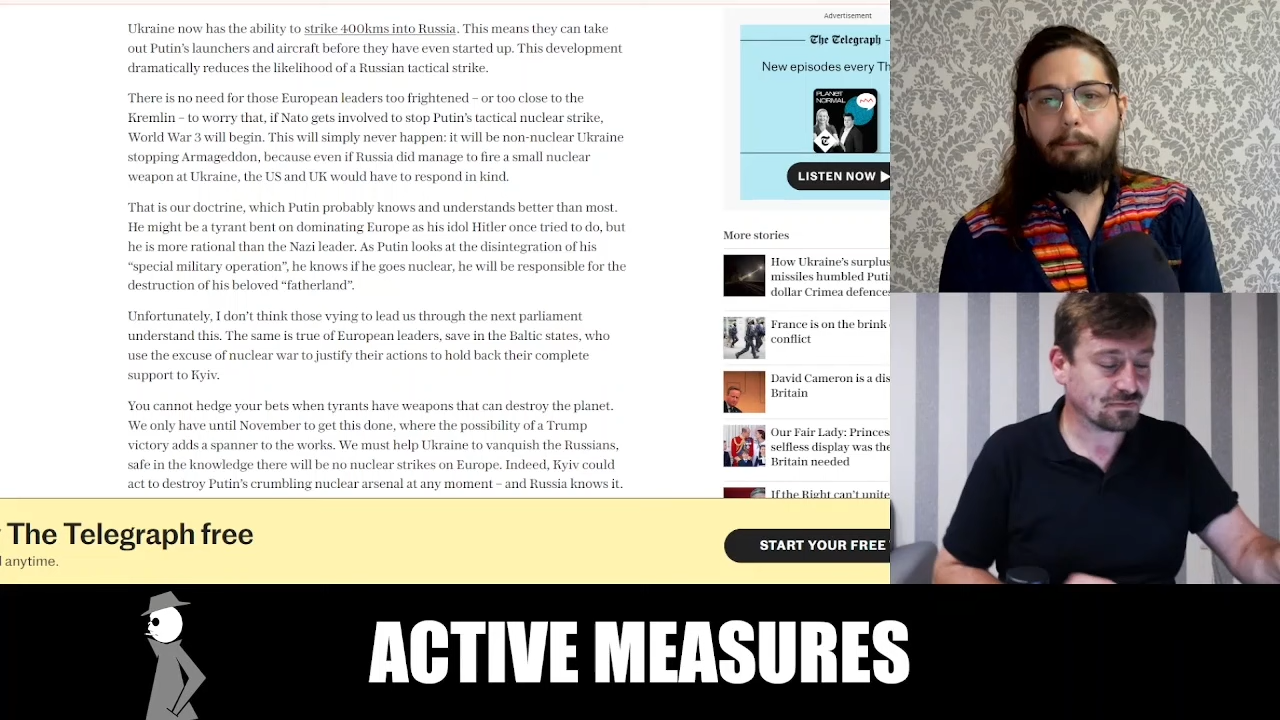 Ukraine now has the ability to strike 400kms into Russia. This means they can take
out Putin's launchers and aircraft before they have even started up. This development
dramatically reduces the likelihood of a Russian tactical strike.
There is no need for those European leaders too frightened – or too close to the
Kremlin – to worry that, if Nato gets involved to stop Putin's tactical nuclear strike,
World War 3 will begin. This will simply never happen: it will be non-nuclear Ukraine
stopping Armageddon, because even if Russia did manage to fire a small nuclear
weapon at Ukraine, the US and UK would have to respond in kind.
That is our doctrine, which Putin probably knows and understands better than most.
He might be a tyrant bent on dominating Europe as his idol Hitler once tried to do, but
he is more rational than the Nazi leader. As Putin looks at the disintegration of his
“special military operation”, he knows if he goes nuclear, he will be responsible for the
destruction of his beloved “fatherland”.
Unfortunately, I don't think those vying to lead us through the next parliament
understand this. The same is true of European leaders, save in the Baltic states, who
use the excuse of nuclear war to justify their actions to hold back their complete
support to Kyiv.
You cannot hedge your bets when tyrants have weapons that can destroy the planet.
We only have until November to get this done, where the possibility of a Trump
victory adds a spanner to the works. We must help Ukraine to vanquish the Russians,
safe in the knowledge there will be no nuclear strikes on Europe. Indeed, Kyiv could
act to destroy Putin's crumbling nuclear arsenal at any moment – and Russia knows it.
Advertisement
The Telegraph
New episodes every Th
PLANET
NORMAL
LISTEN NOW
More stories
How Ukraine's surplus
missiles humbled Puti
dollar Crimea defences
France is on the brink
conflict
David Cameron is a dis
Britain
Our Fair Lady: Princes
selfless display was the
Britain needed
If the Right can't unite
The Telegraph free
anytime.
START YOUR FREE
ACTIVE MEASURES